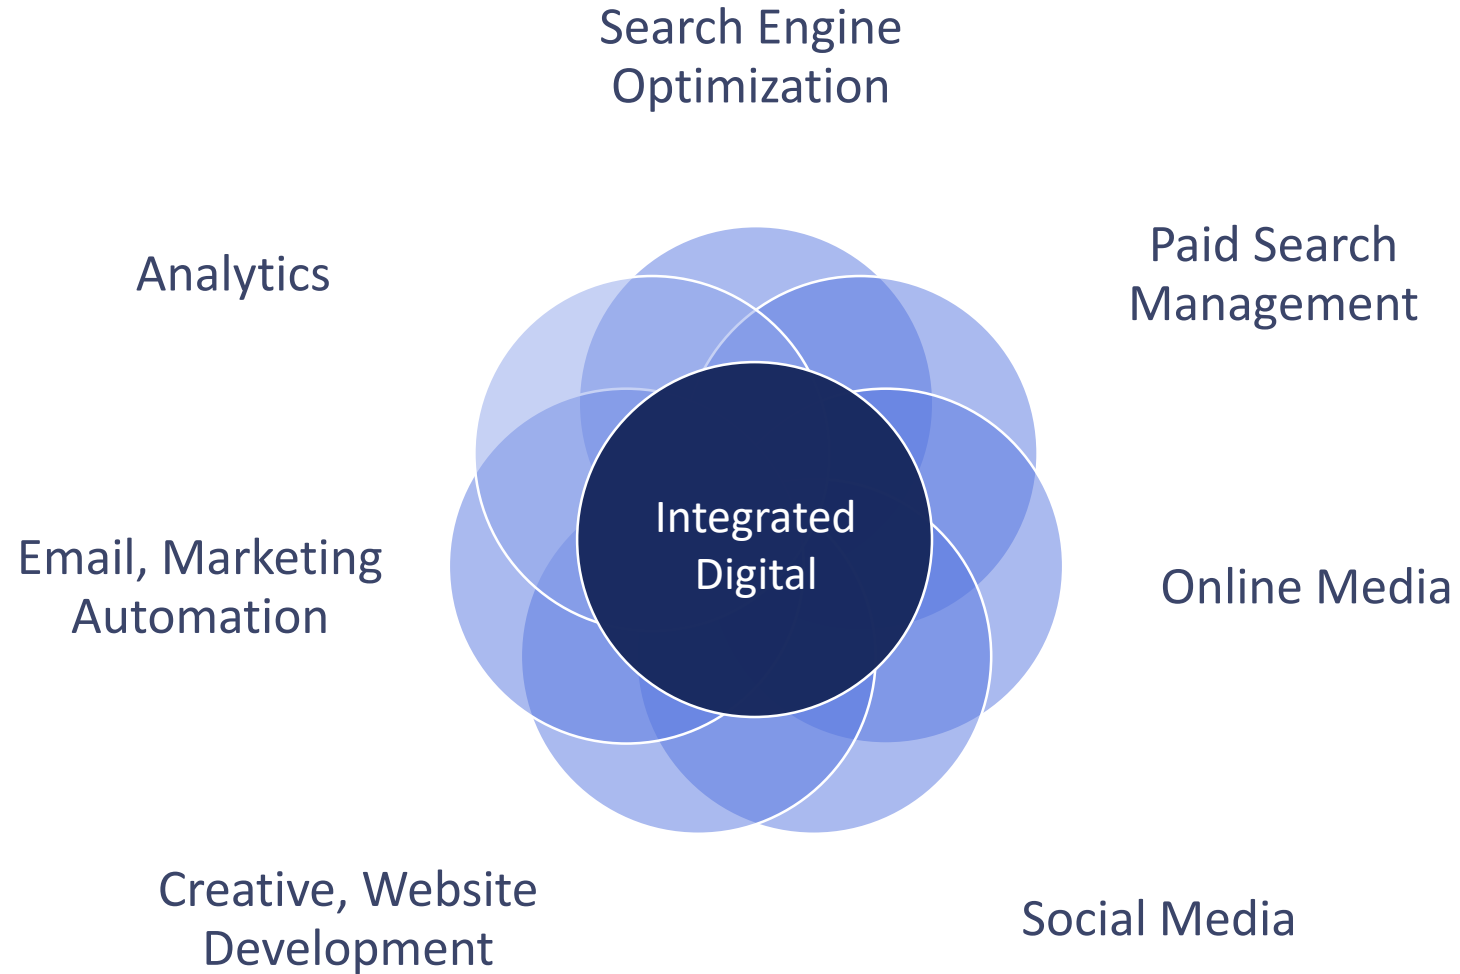 Search Engine
Optimization
Paid Search
Management
Analytics
Integrated
Digital
Email, Marketing
Automation
Online Media
Creative, Website
Development
Social Media